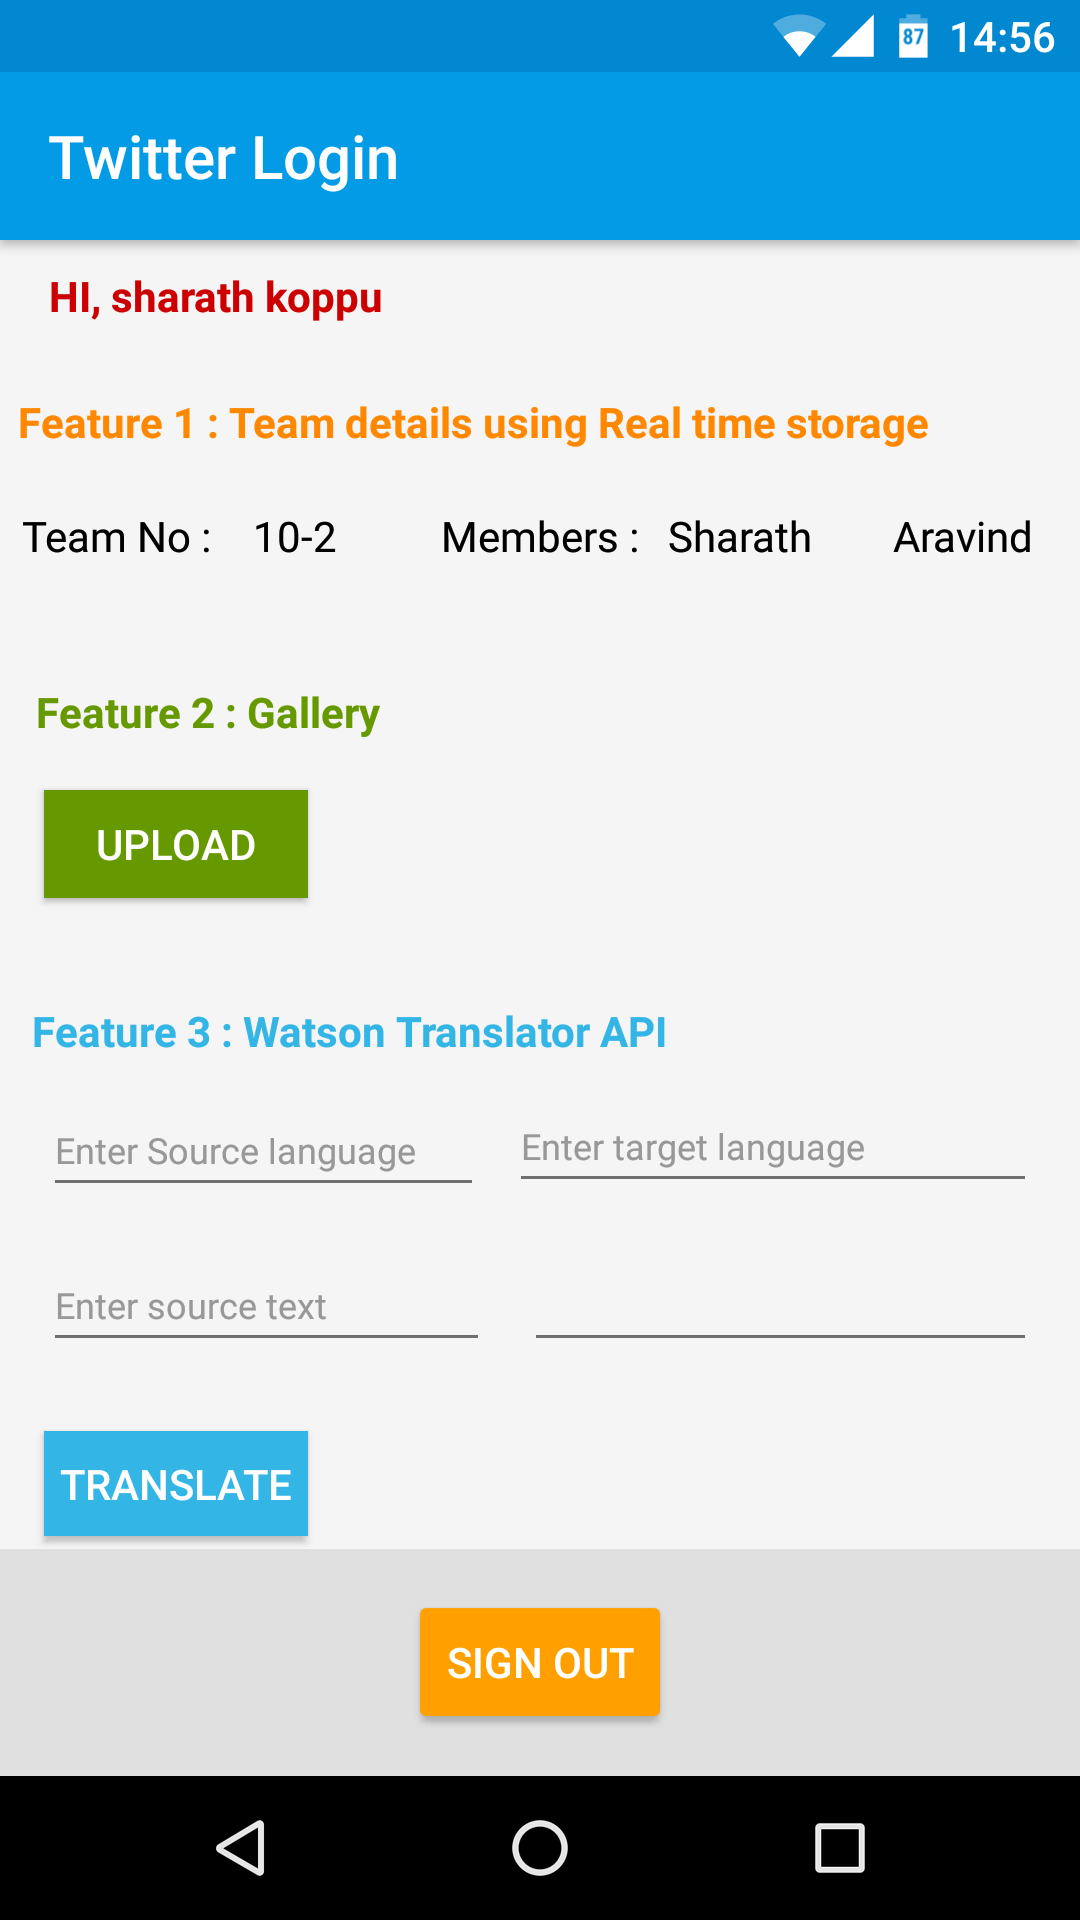 87 14:56
Twitter Login
HI, sharath koppu
Feature 1 : Team details using Real time storage
Team No : 10-2 Members : Sharath Aravind
Feature 2 : Gallery
UPLOAD
Feature 3 : Watson Translator API
Enter Source language Enter target language
Enter source text
TRANSLATE
SIGN OUT